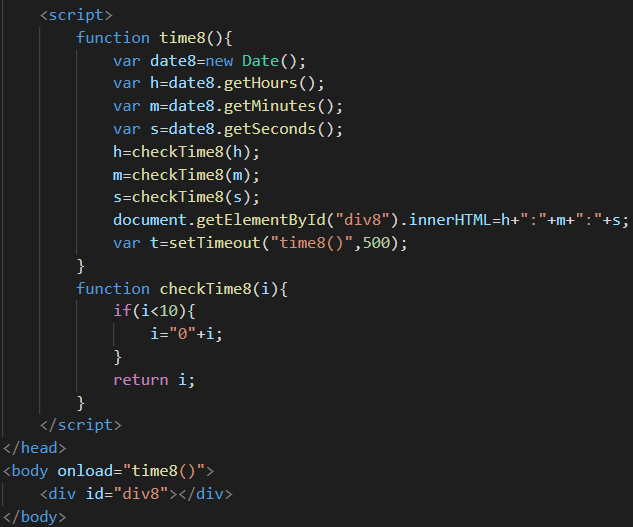 <script>
function time8(){
var date8=new Date();
var h=date8.getHours();
var m=date8.getMinutes();
var s=date8.getSeconds();
h=checkTime8(h);
m=checkTime8(m);
s=checkTime8(s);
document.getElementById("div8").innerHTML=h+":"+m+":"+s;
var t=setTimeout("time8()",500);
}
function checkTime8(i){
if(i<10){
i="0"+i;
}
return i;
}
</script>
</head>
<body onload="time8()">
<div id="div8"></div>
</body>